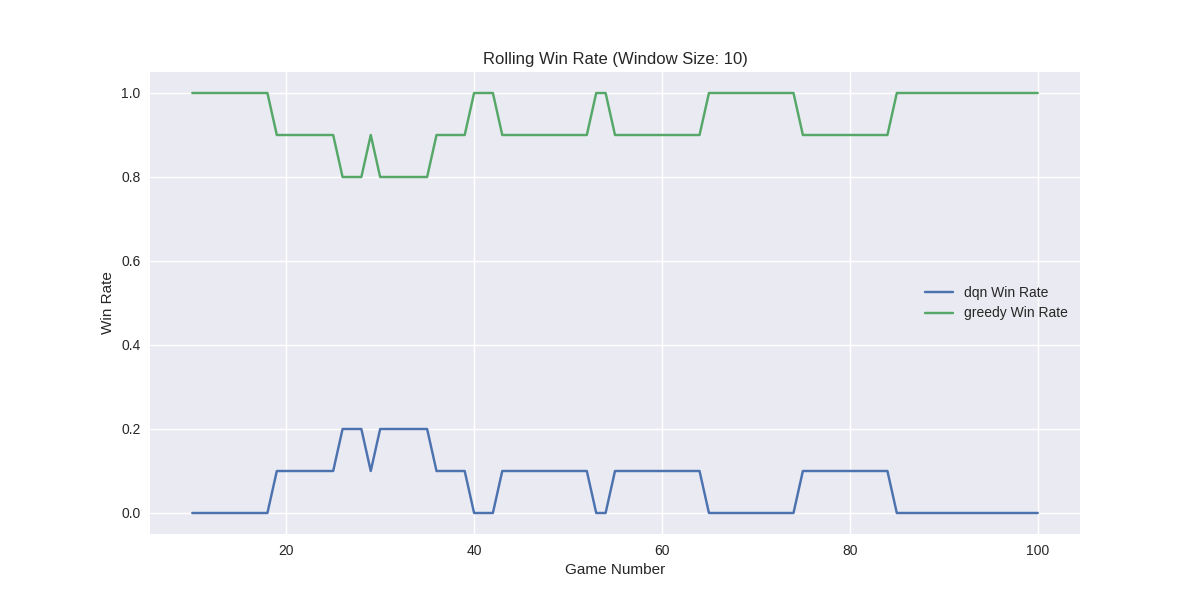 Rolling Win Rate (Window Size: 10)
1.0
0.8
0.6
0.4
0.2
0.0
Win Rate
dqn Win Rate
greedy Win Rate
20 40 60 80 100
Game Number